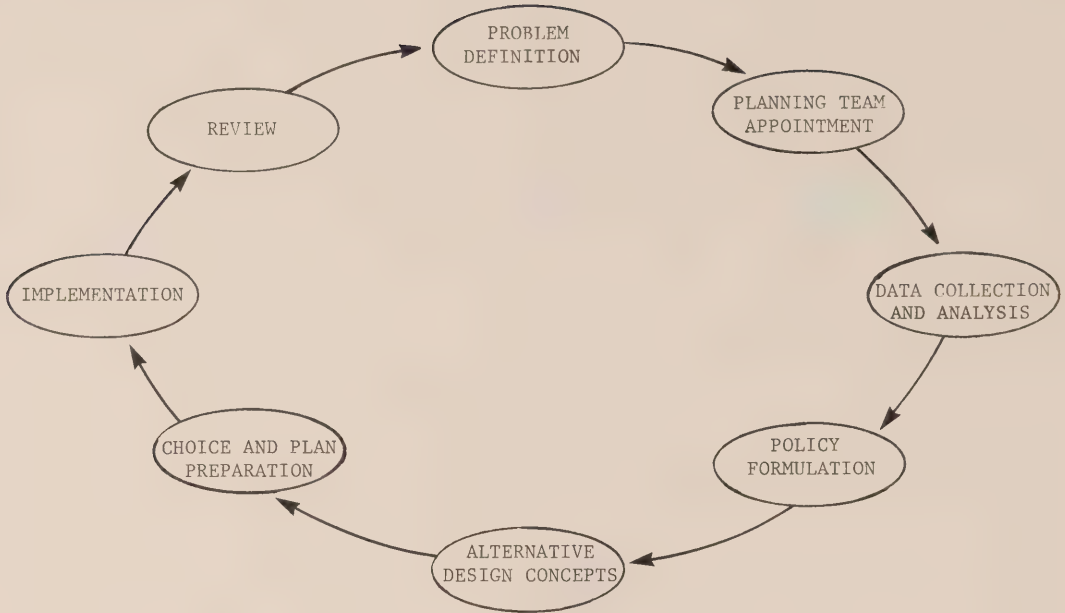 PROBLEM
DEFINITION
PLANNING TEAM
APPOINTMENT
DATA COLLECTION
AND ANALYSIS
POLICY
FORMULATION
ALTERNATIVE
DESIGN CONCEPTS
CHOICE AND PLAN
PREPARATION
IMPLEMENTATION
REVIEW